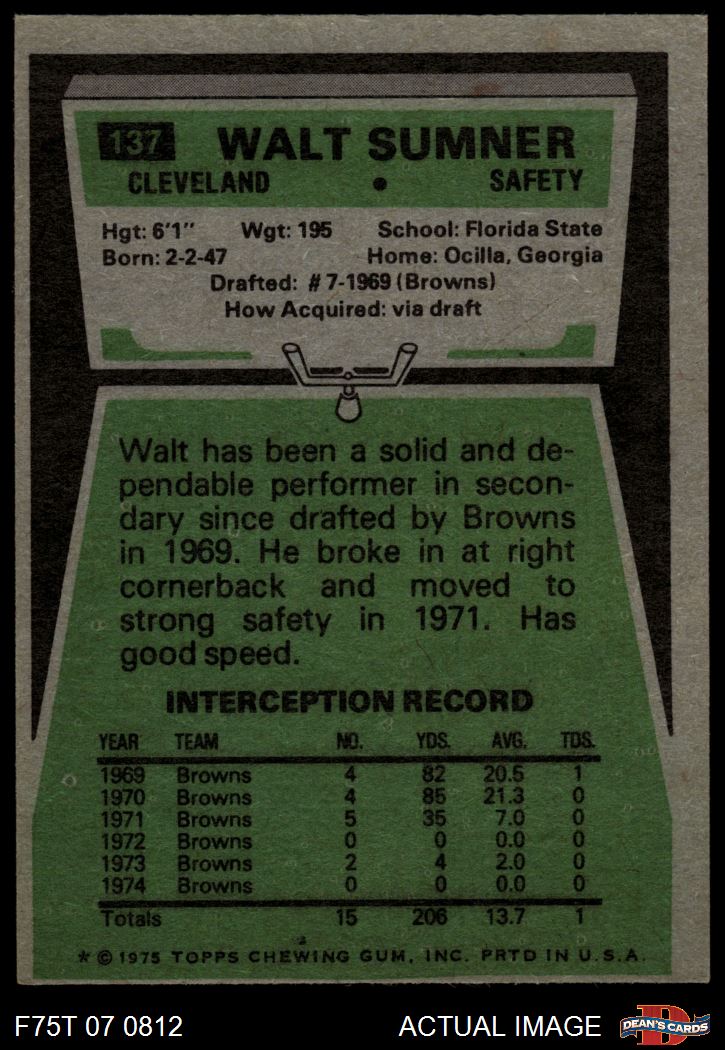 137 WALT SUMNER
CLEVELAND • SAFETY
Hgt: 6'1" Wgt: 195 School: Florida State
Born: 2-2-47 Home: Ocilla, Georgia
Drafted: #7-1969 (Browns)
How Acquired: via draft
Walt has been a solid and de-
pendable performer in secon-
dary since drafted by Browns
in 1969. He broke in at right
cornerback and moved to
strong safety in 1971. Has
good speed.
INTERCEPTION RECORD
YEAR TEAM NO. YDS. AVG. TDS.
1969 Browns 4 82 20.5 1
1970 Browns 4 85 21.3 0
1971 Browns 5 35 7.0 0
1972 Browns 0 0 0.0 0
1973 Browns 2 4 2.0 0
1974 Browns 0 0 0.0 0
Totals 15 206 13.7 1
* © 1975 TOPPS CHEWING GUM, INC. PRTD IN U.S.A.
F75T 07 0812 ACTUAL IMAGE D DEAN'S CARDS